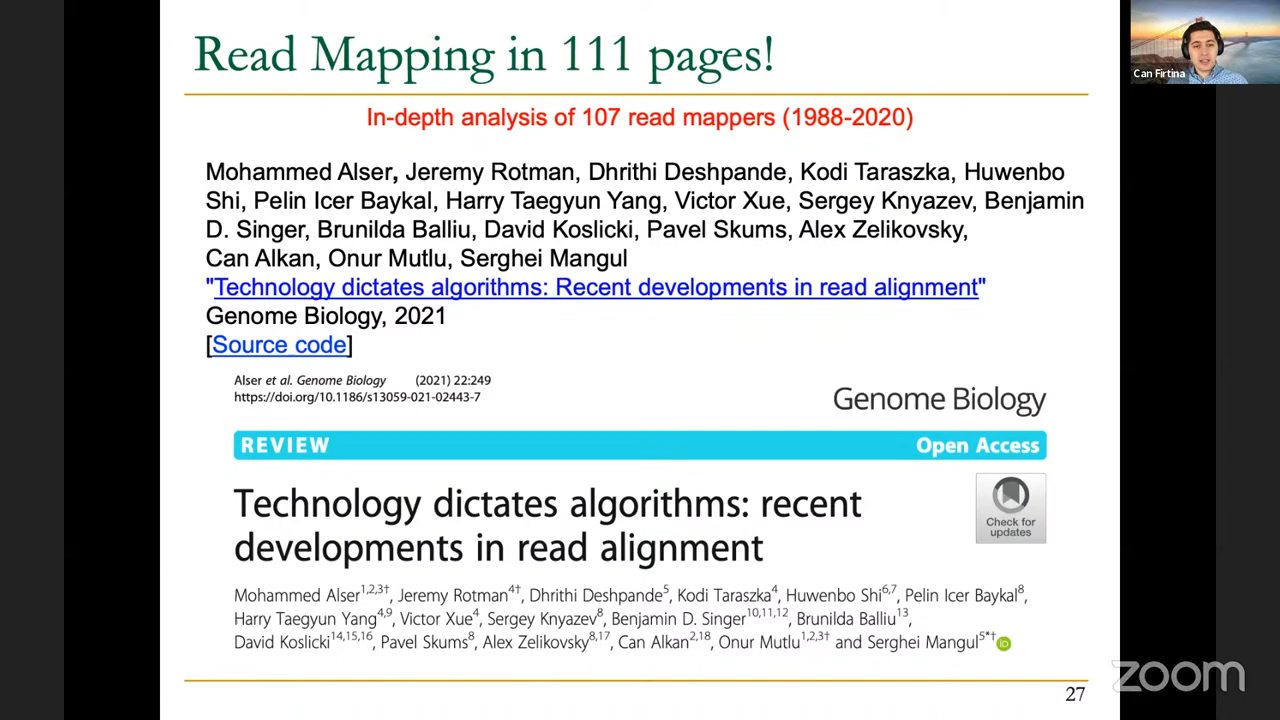 Read Mapping in 111 pages!
Can Firtina
In-depth analysis of 107 read mappers (1988-2020)
Mohammed Alser, Jeremy Rotman, Dhrithi Deshpande, Kodi Taraszka, Huwenbo
Shi, Pelin Icer Baykal, Harry Taegyun Yang, Victor Xue, Sergey Knyazev, Benjamin
D. Singer, Brunilda Balliu, David Koslicki, Pavel Skums, Alex Zelikovsky,
Can Alkan, Onur Mutlu, Serghei Mangul
"Technology dictates algorithms: Recent developments in read alignment"
Genome Biology, 2021
[Source code]
Alser et al. Genome Biology (2021) 22:249
https://doi.org/10.1186/s13059-021-02443-7
Genome Biology
REVIEW Open Access
Technology dictates algorithms: recent
developments in read alignment
Check for
updates
Mohammed Alser1,2,3†, Jeremy Rotman4†, Dhrithi Deshpande5, Kodi Taraszka4, Huwenbo Shi6,7, Pelin Icer Baykal8,
Harry Taegyun Yang4,9, Victor Xue4, Sergey Knyazev8, Benjamin D. Singer10,11,12, Brunilda Balliu13,
David Koslicki14,15,16, Pavel Skums8, Alex Zelikovsky8,17, Can Alkan2,18, Onur Mutlu1,2,3† and Serghei Mangul5*†
iD
27
zoom